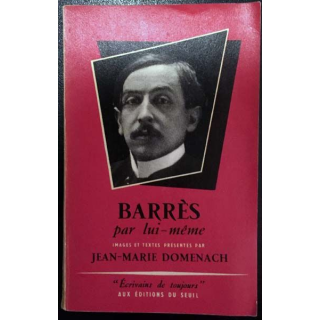 BARRÈS
par lui-même
IMAGES ET TEXTES PRÉSENTÉS PAR
JEAN-MARIE DOMENACH
"Écrivains de toujours"
AUX ÉDITIONS DU SEUIL